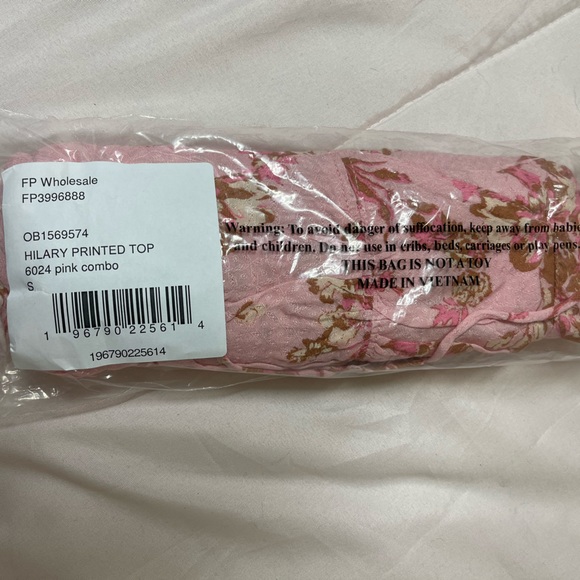 FP Wholesale
FP3996888
OB1569574
HILARY PRINTED TOP
6024 pink combo
S
1 96790 22561 4
196790225614
Warning: To avoid danger of suffocation, keep away from babie
and children. Do not use in cribs, beds, carriages or play pens.
THIS BAG IS NOT A TOY
MADE IN VIETNAM